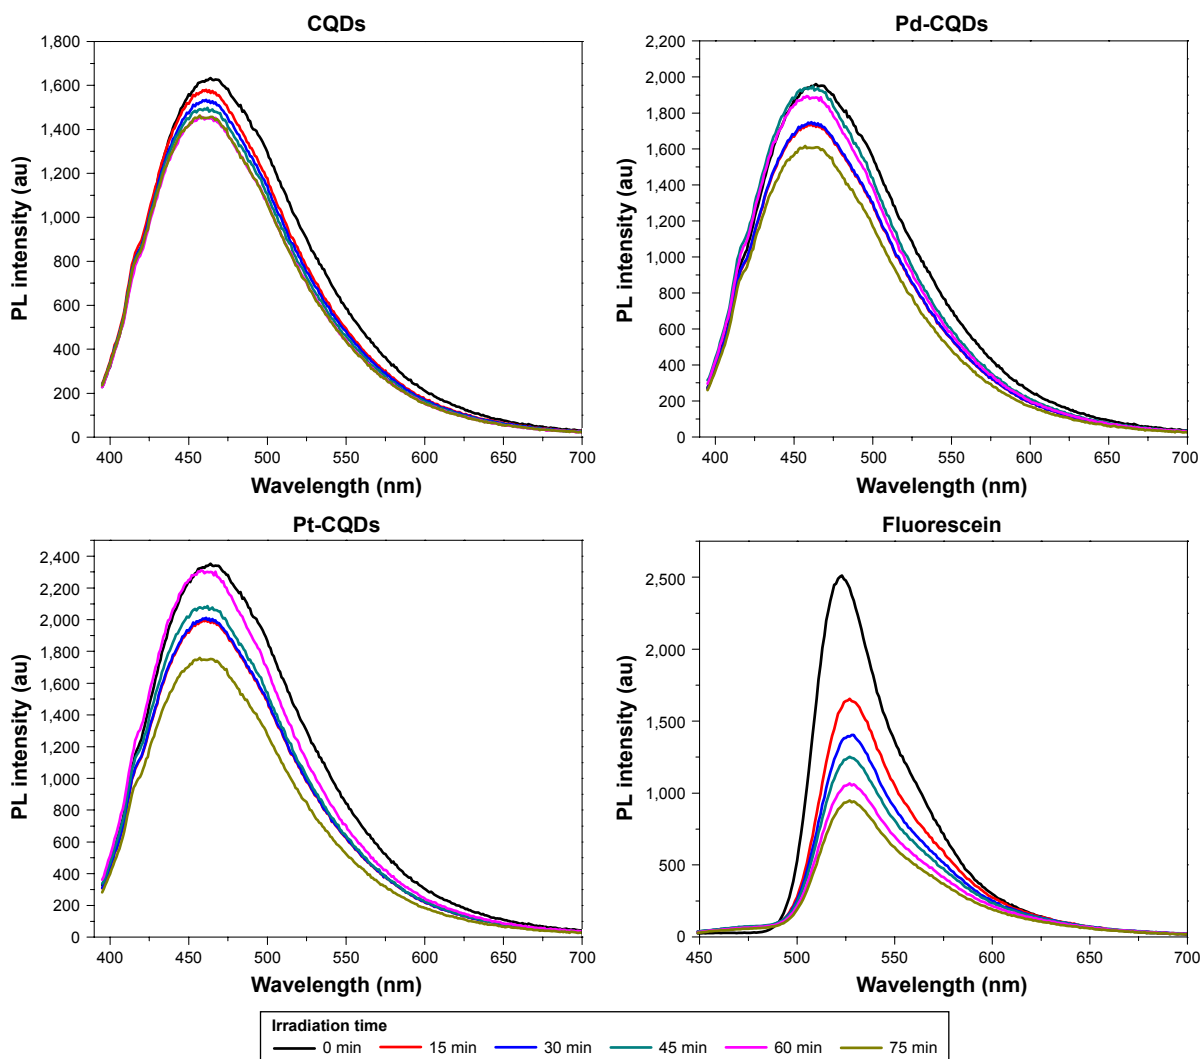 CQDs
1,800
1,600
1,400
1,200
1,000
800
600
400
200
0
PL intensity (au)
400 450 500 550 600 650 700
Wavelength (nm)
Pd-CQDs
2,200
2,000
1,800
1,600
1,400
1,200
1,000
800
600
400
200
0
PL intensity (au)
400 450 500 550 600 650 700
Wavelength (nm)
Pt-CQDs
2,400
2,200
2,000
1,800
1,600
1,400
1,200
1,000
800
600
400
200
0
PL intensity (au)
400 450 500 550 600 650 700
Wavelength (nm)
Fluorescein
2,500
2,000
1,500
1,000
500
0
PL intensity (au)
450 500 550 600 650 700
Wavelength (nm)
Irradiation time
0 min 15 min 30 min 45 min 60 min 75 min